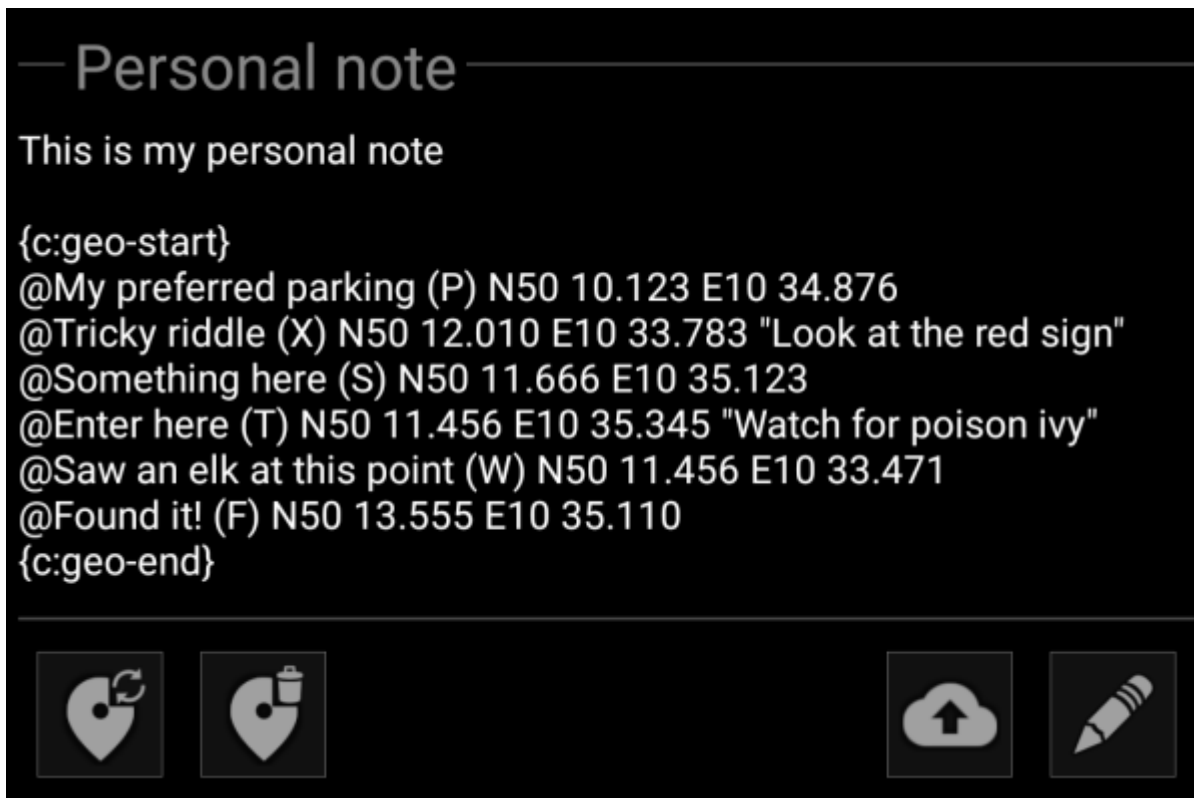 Personal note
This is my personal note
{c:geo-start}
@My preferred parking (P) N50 10.123 E10 34.876
@Tricky riddle (X) N50 12.010 E10 33.783 "Look at the red sign"
@Something here (S) N50 11.666 E10 35.123
@Enter here (T) N50 11.456 E10 35.345 "Watch for poison ivy"
@Saw an elk at this point (W) N50 11.456 E10 33.471
@Found it! (F) N50 13.555 E10 35.110
{c:geo-end}